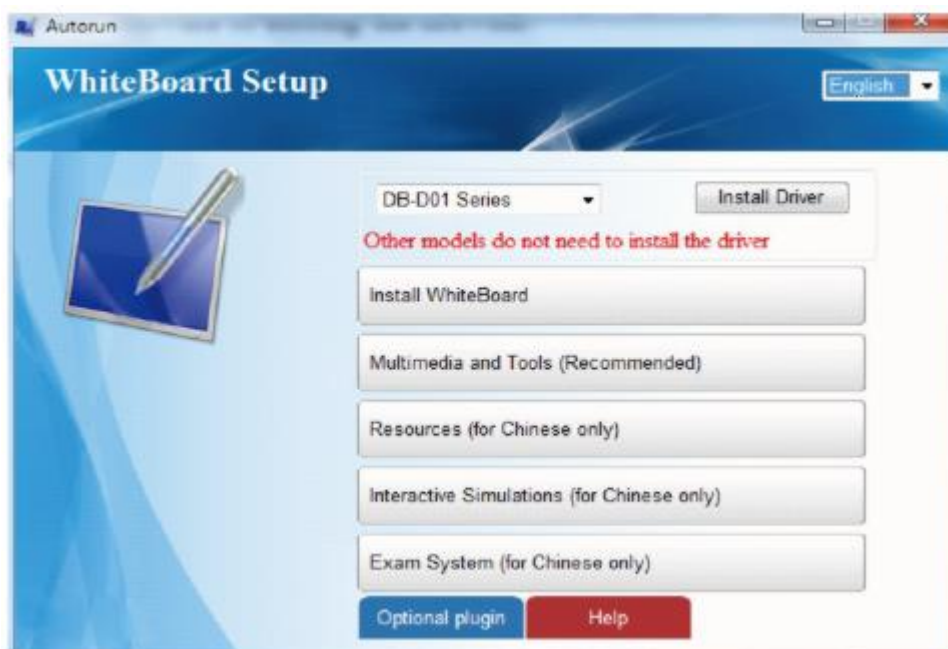 Autorun
WhiteBoard Setup
English
DB-D01 Series
Install Driver
Other models do not need to install the driver
Install WhiteBoard
Multimedia and Tools (Recommended)
Resources (for Chinese only)
Interactive Simulations (for Chinese only)
Exam System (for Chinese only)
Optional plugin
Help